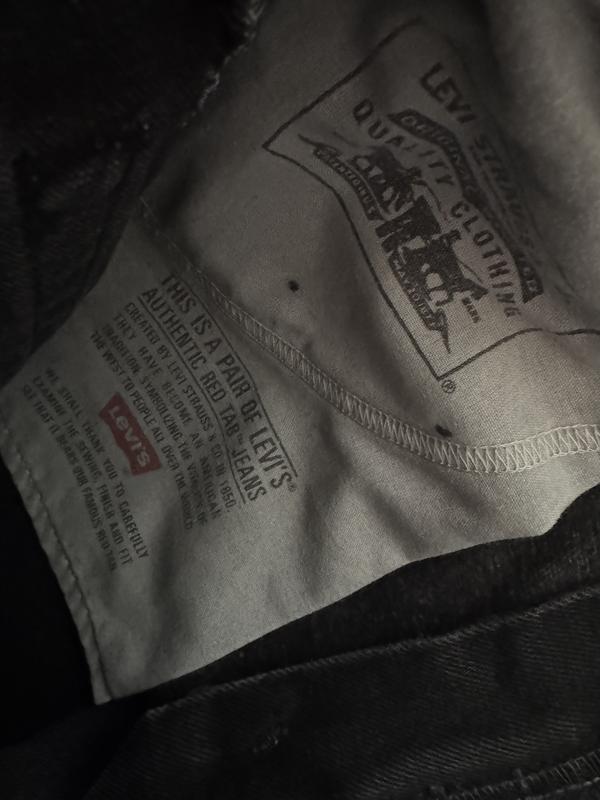 LEVI STRAUSS
QUALITY CLOTHING
TRADE MARK
®
THIS IS A PAIR OF LEVI'S®
AUTHENTIC RED TAB™ JEANS
CREATED BY LEVI STRAUSS & CO IN 1850.
THEY HAVE BECOME AN AMERICAN
TRADITION, SYMBOLIZING THE VITALITY OF
THE WEST TO PEOPLE ALL OVER THE WORLD
Levi's
WE SHALL THANK YOU TO CAREFULLY
EXAMINE THE SEWING, FINISH AND FIT
SEE THAT IT BEARS OUR FAMOUS RED TAB